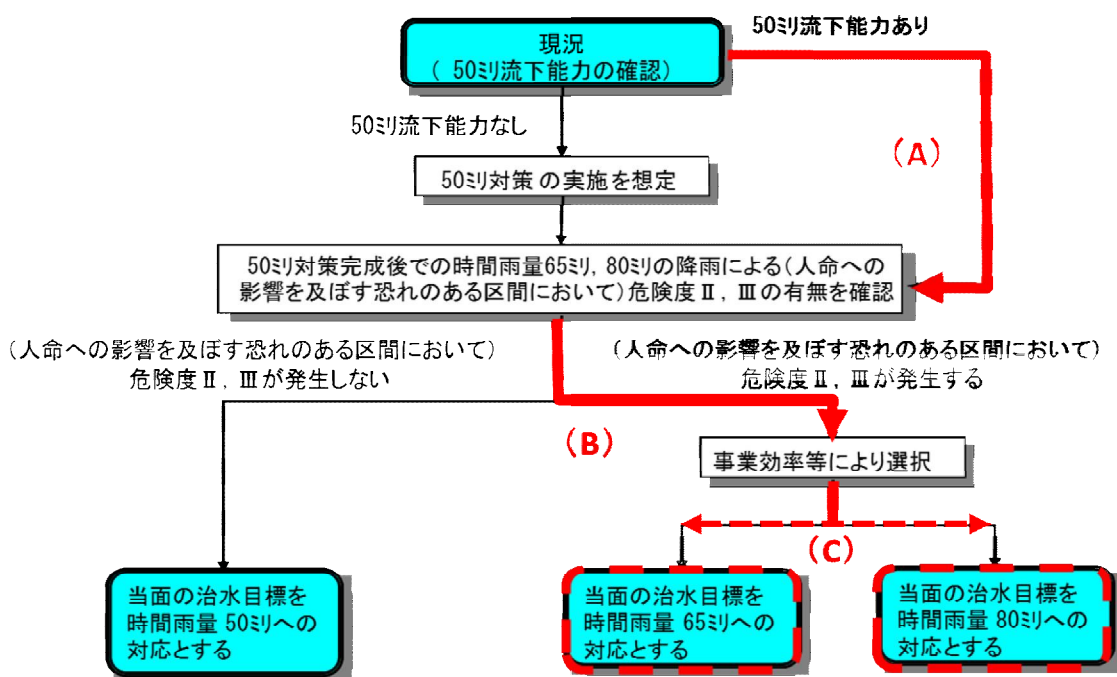 50ミリ流下能力あり
現況
( 50ミリ流下能力の確認)
50ミリ流下能力なし
(A)
50ミリ対策 の実施を想定
50ミリ対策完成後での時間雨量65ミリ, 80ミリの降雨による(人命への
影響を及ぼす恐れのある区間において)危険度Ⅱ, Ⅲの有無を確認
(人命への影響を及ぼす恐れのある区間において)
危険度Ⅱ, Ⅲが発生しない
(人命への影響を及ぼす恐れのある区間において)
危険度Ⅱ, Ⅲが発生する
(B)
事業効率等により選択
(C)
当面の治水目標を
時間雨量 50ミリへの
対応とする
当面の治水目標を
時間雨量 65ミリへの
対応とする
当面の治水目標を
時間雨量 80ミリへの
対応とする